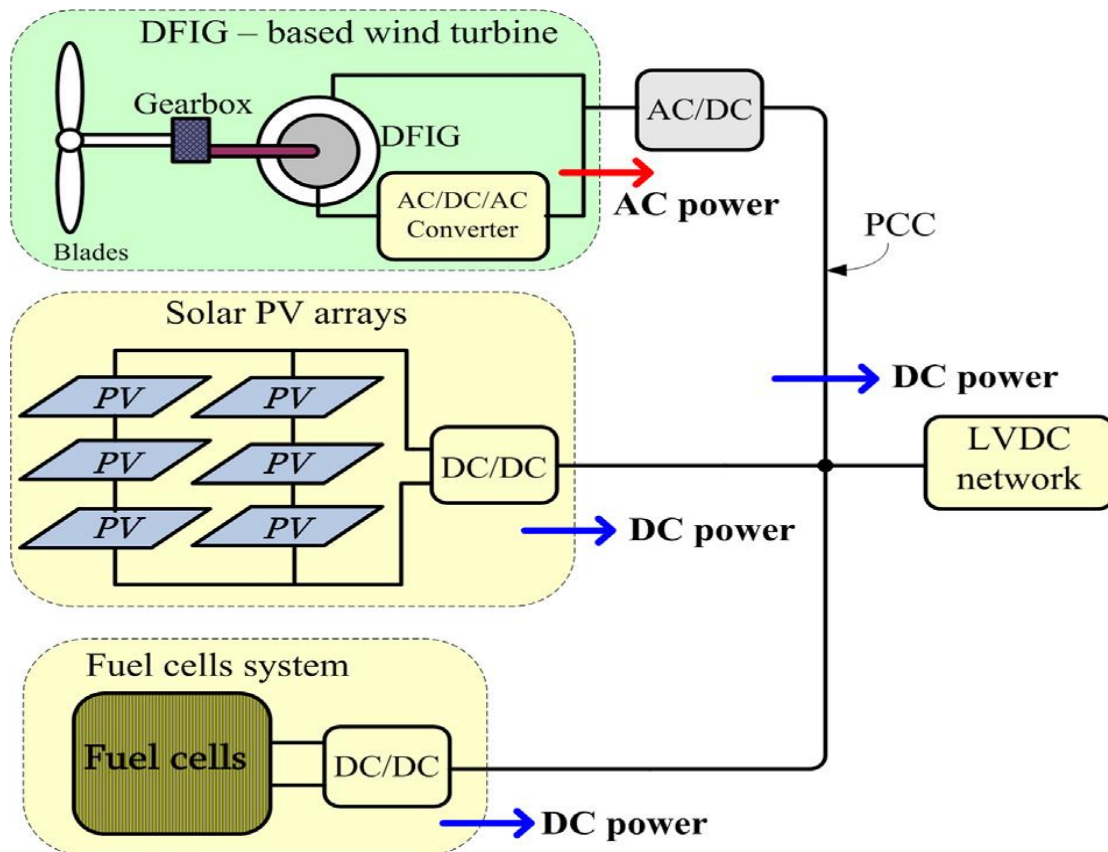 DFIG – based wind turbine
Gearbox
DFIG
AC/DC/AC
Converter
Blades
AC/DC
AC power
PCC
Solar PV arrays
PV
PV
PV
PV
PV
PV
DC/DC
DC power
DC power
LVDC
network
Fuel cells system
Fuel cells
DC/DC
DC power